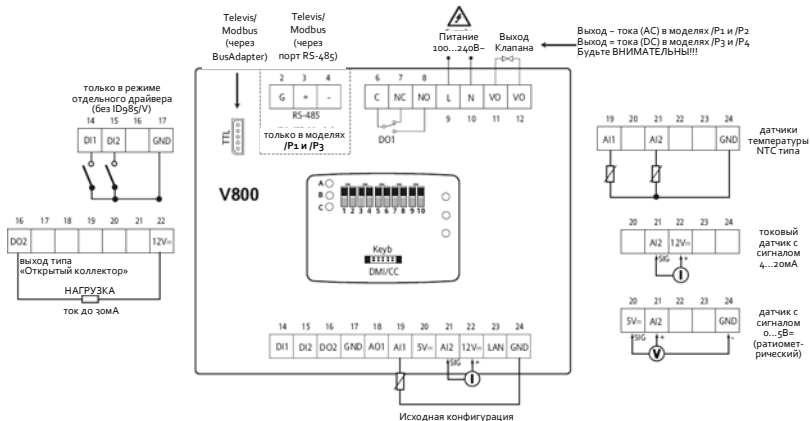 Televis/
Modbus
(через
BusAdapter)
Televis/
Modbus
(через
порт RS-485)
Питание
100...240В~
Выход
Клапана
Выход ~ тока (AC) в моделях /P1 и /P2
Выход = тока (DC) в моделях /P3 и /P4
Будьте ВНИМАТЕЛЬНЫ!!!
2 3 4
G + -
RS-485
только в моделях
/P1 и /P3
TTL
6 7 8
C NC NO L N VO VO
9 10 11 12
DO1
только в режиме
отдельного драйвера
(без ID985/V)
14 15 16 17
DI1 DI2 GND
16 17 18 19 20 21 22
DO2 12V=
выход типа
«Открытый коллектор»
НАГРУЗКА
ток до 30мА
V800
A
B
C
1 2 3 4 5 6 7 8 9 10
Keyb
DMI/CC
14 15 16 17 18 19 20 21 22 23 24
DI1 DI2 DO2 GND AO1 AI1 5V= AI2 12V= LAN GND
SIG +
I
Исходная конфигурация
19 20 21 22 23 24
AI1 AI2 GND
датчики
температуры
NTC типа
20 21 22 23 24
AI2 12V=
SIG +
I
токовый
датчик с
сигналом
4...20мА
20 21 22 23 24
5V= AI2 GND
SIG + -
V
датчик с
сигналом
0...5В=
(ратиомет-
рический)